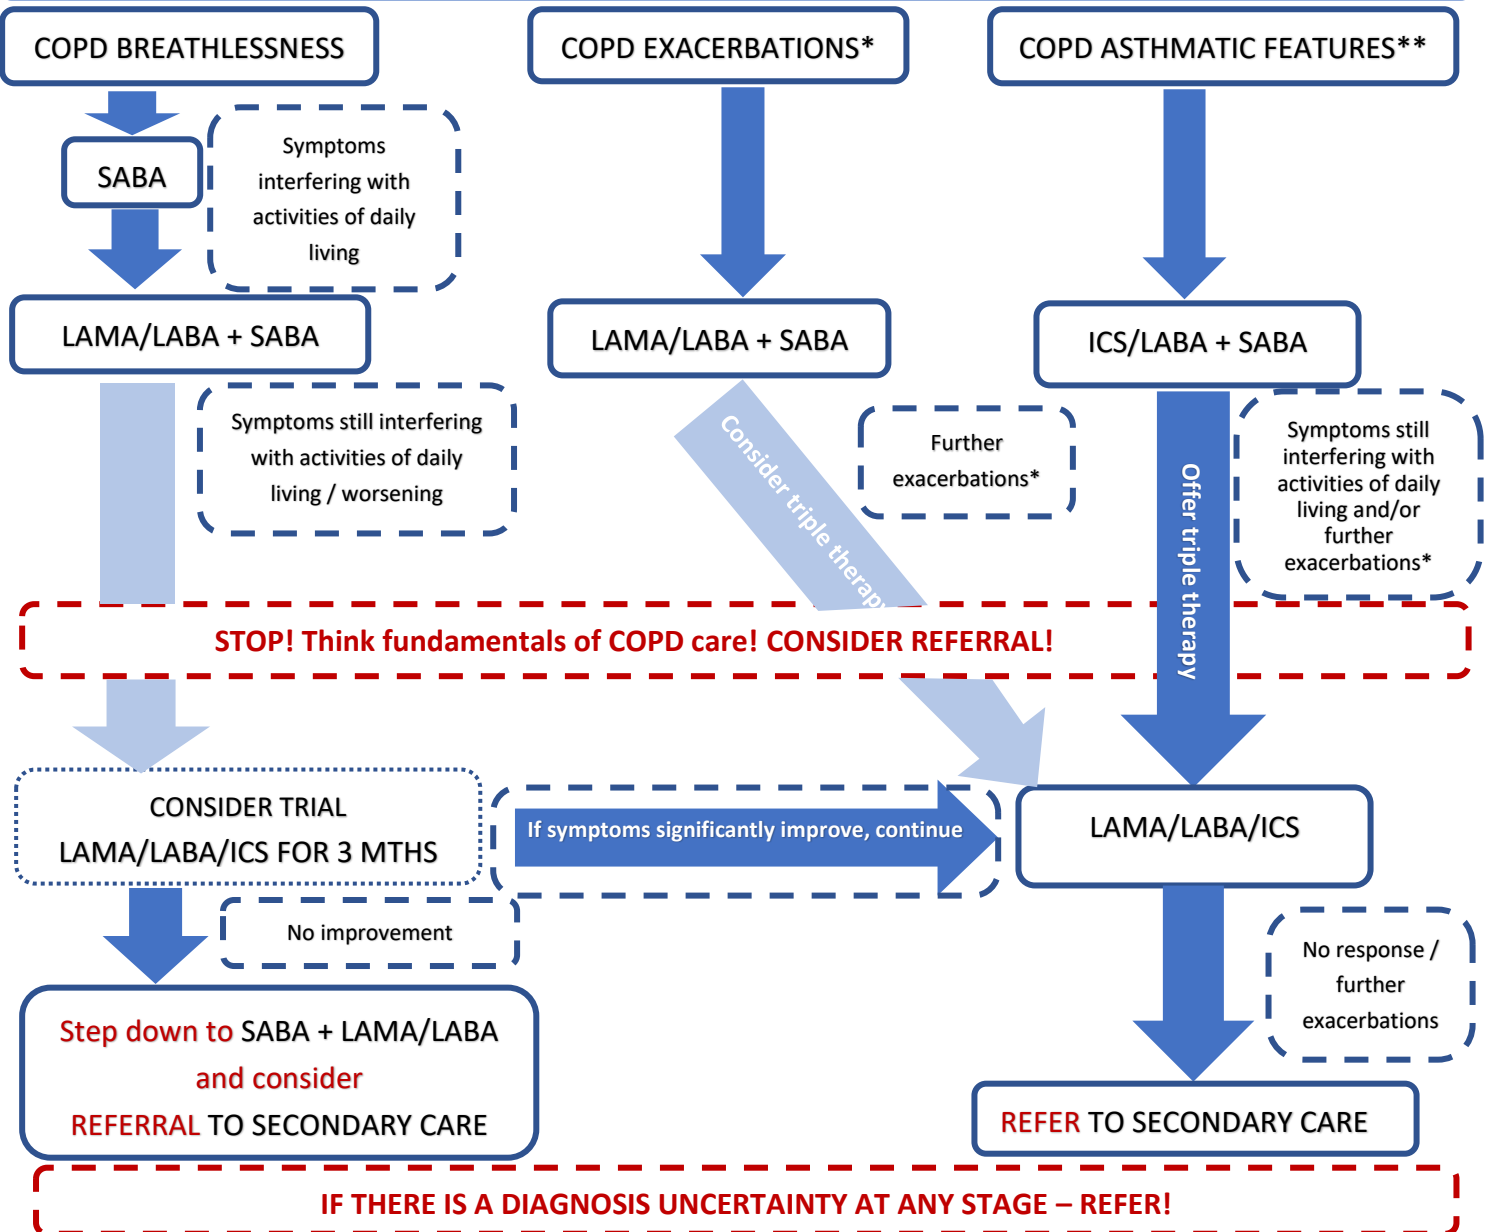 COPD BREATHLESSNESS
COPD EXACERBATIONS*
COPD ASTHMATIC FEATURES**
SABA
Symptoms
interfering with
activities of daily
living
LAMA/LABA + SABA
LAMA/LABA + SABA
ICS/LABA + SABA
Symptoms still interfering
with activities of daily
living / worsening
Consider triple therapy
Further
exacerbations*
Offer triple therapy
Symptoms still
interfering with
activities of daily
living and/or
further
exacerbations*
STOP! Think fundamentals of COPD care! CONSIDER REFERRAL!
CONSIDER TRIAL
LAMA/LABA/ICS FOR 3 MTHS
If symptoms significantly improve, continue
LAMA/LABA/ICS
No improvement
No response /
further
exacerbations
Step down to SABA + LAMA/LABA
and consider
REFERRAL TO SECONDARY CARE
REFER TO SECONDARY CARE
IF THERE IS A DIAGNOSIS UNCERTAINTY AT ANY STAGE – REFER!